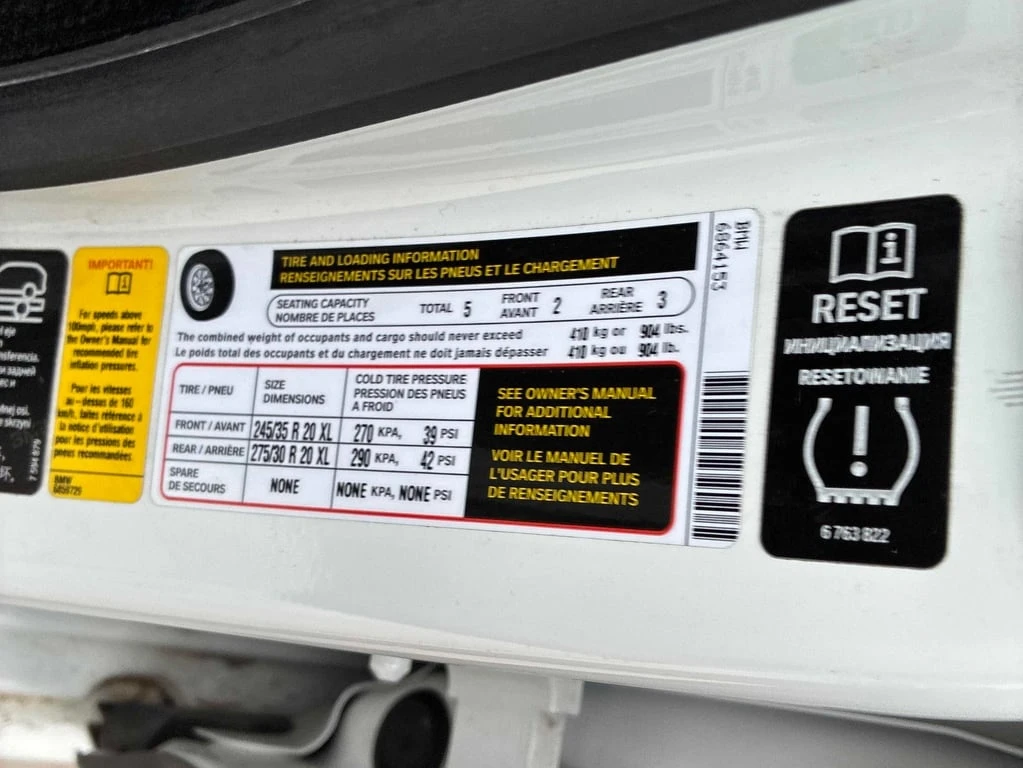 eje
nsferencia.
IMPORTANT!
For speeds above
100mph, please refer to
the Owner's Manual for
recommended tire
inflation pressures.
Pour les vitesses
au-dessus de 160
km/h, faites référence à
la notice d'utilisation
pour les pressions des
pneus recommandées.
BMW
TIRE AND LOADING INFORMATION
RENSEIGNEMENTS SUR LES PNEUS ET LE CHARGEMENT
SEATING CAPACITY
NOMBRE DE PLACES
TOTAL 5
FRONT
AVANT 2
REAR
ARRIÈRE 3
The combined weight of occupants and cargo should never exceed 410 kg or 904 lbs.
Le poids total des occupants et du chargement ne doit jamais dépasser 410 kg ou 904 lb.
TIRE / PNEU
SIZE
DIMENSIONS
COLD TIRE PRESSURE
PRESSION DES PNEUS
A FROID
FRONT / AVANT 245/35 R 20 XL 270 KPA, 39 PSI
REAR / ARRIÈRE 275/30 R 20 XL 290 KPA, 42 PSI
SPARE
DE SECOURS NONE NONE KPA, NONE PSI
SEE OWNER'S MANUAL
FOR ADDITIONAL
INFORMATION
VOIR LE MANUEL DE
L'USAGER POUR PLUS
DE RENSEIGNEMENTS
BMW
6864153
RESET
ИНИЦИАЛИЗАЦИЯ
RESETOWANIE
6 763 822